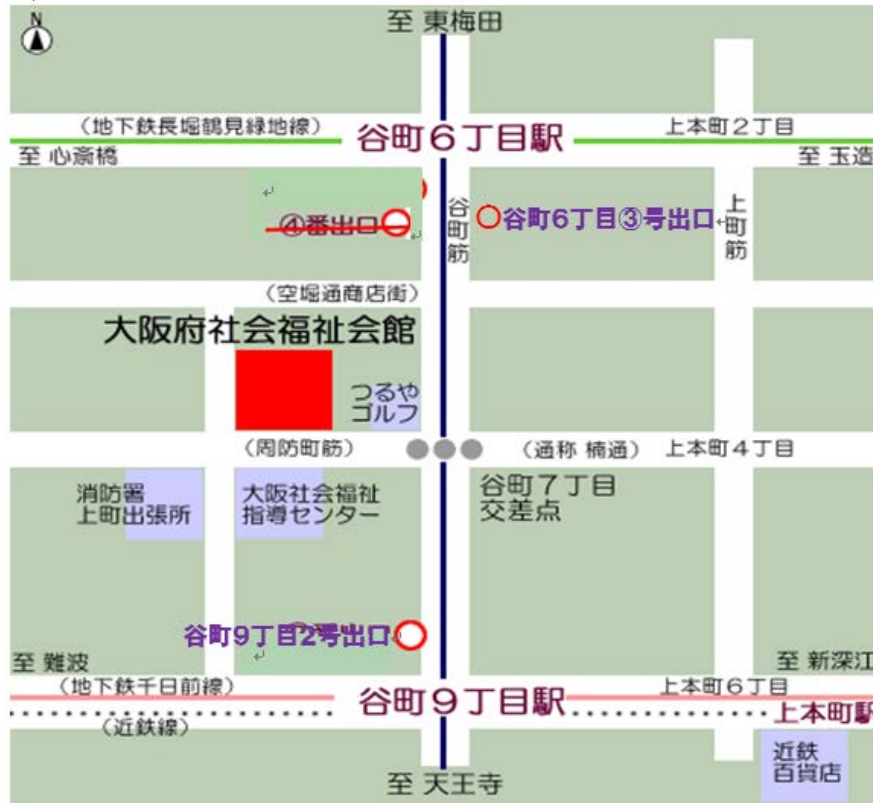 N
至 東梅田
（地下鉄長堀鶴見緑地線）
谷町６丁目駅
上本町２丁目
至 心斎橋
至 玉造
④番出口
谷町筋
谷町6丁目③号出口
上町筋
（空堀通商店街）
大阪府社会福祉会館
つるや
ゴルフ
（周防町筋）
（通称 楠通）
上本町４丁目
消防署
上町出張所
大阪社会福祉
指導センター
谷町７丁目
交差点
谷町9丁目2号出口
至 難波
至 新深江
（地下鉄千日前線）
上本町６丁目
谷町９丁目駅
上本町駅
（近鉄線）
近鉄
百貨店
至 天王寺